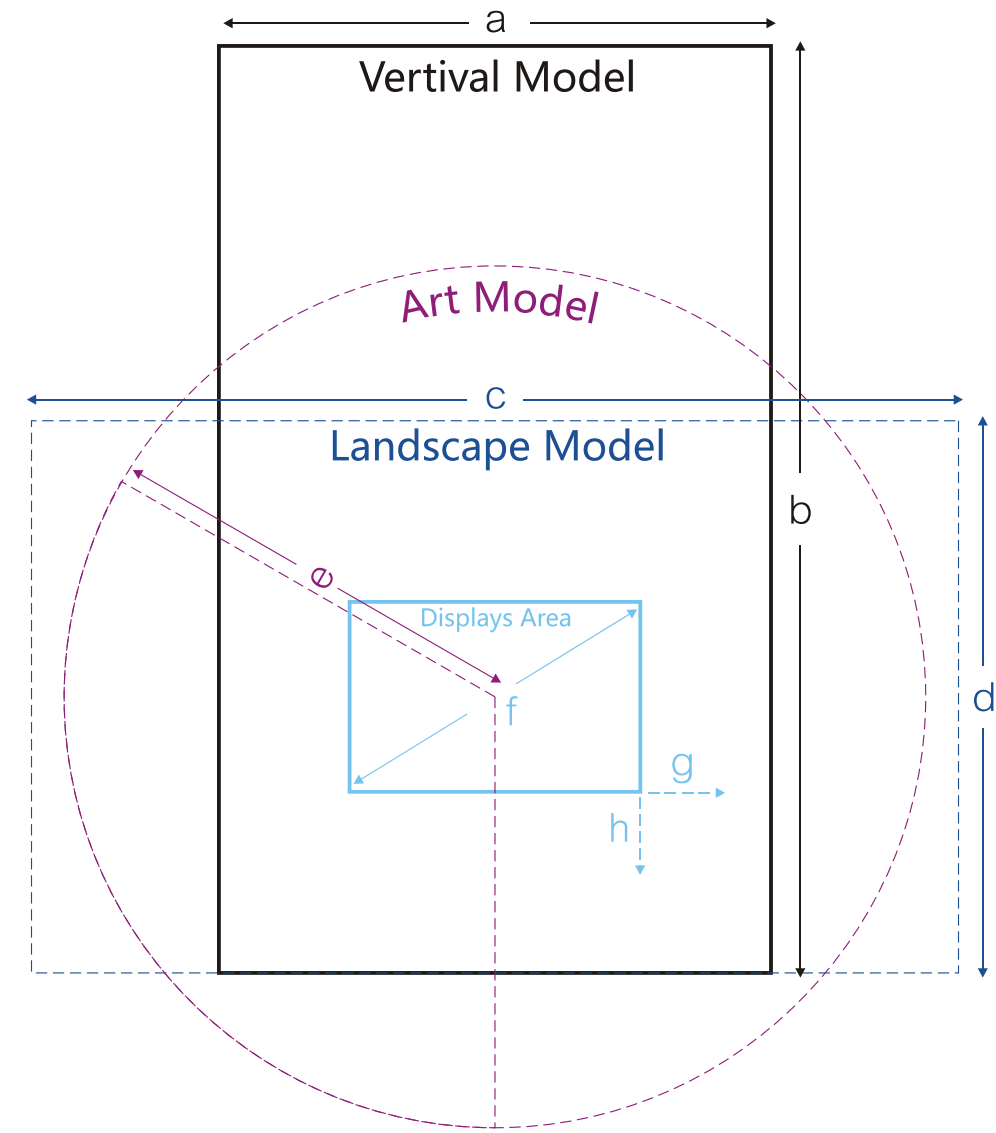 a
Vertival Model
Art Model
c
Landscape Model
b
e
Displays Area
f
d
g
h